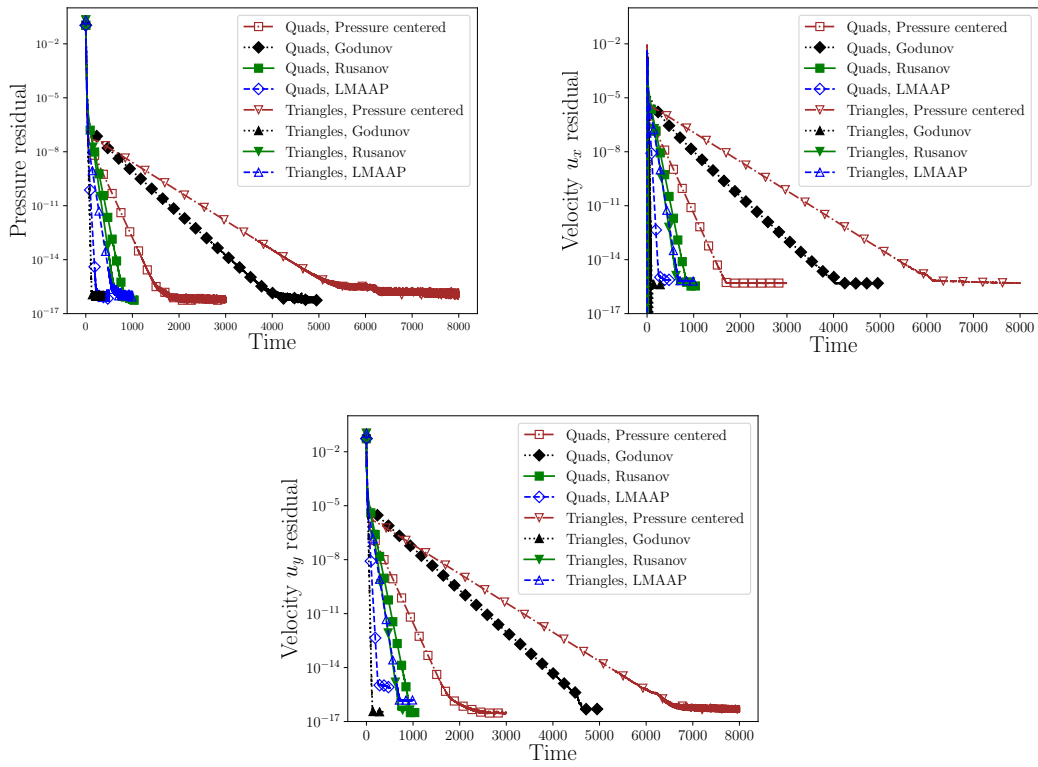 Pressure residual
10⁻²
10⁻⁵
10⁻⁸
10⁻¹¹
10⁻¹⁴
10⁻¹⁷
0 1000 2000 3000 4000 5000 6000 7000 8000
Time
Quads, Pressure centered
Quads, Godunov
Quads, Rusanov
Quads, LMAAP
Triangles, Pressure centered
Triangles, Godunov
Triangles, Rusanov
Triangles, LMAAP
Velocity uₓ residual
10⁻²
10⁻⁵
10⁻⁸
10⁻¹¹
10⁻¹⁴
10⁻¹⁷
0 1000 2000 3000 4000 5000 6000 7000 8000
Time
Quads, Pressure centered
Quads, Godunov
Quads, Rusanov
Quads, LMAAP
Triangles, Pressure centered
Triangles, Godunov
Triangles, Rusanov
Triangles, LMAAP
Velocity u_y residual
10⁻²
10⁻⁵
10⁻⁸
10⁻¹¹
10⁻¹⁴
10⁻¹⁷
0 1000 2000 3000 4000 5000 6000 7000 8000
Time
Quads, Pressure centered
Quads, Godunov
Quads, Rusanov
Quads, LMAAP
Triangles, Pressure centered
Triangles, Godunov
Triangles, Rusanov
Triangles, LMAAP